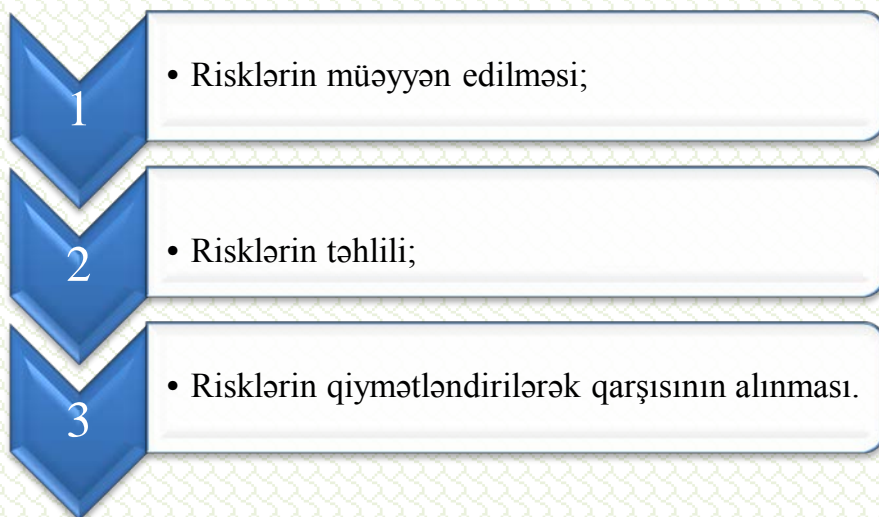 1
• Risklərin müəyyən edilməsi;
2
• Risklərin təhlili;
3
• Risklərin qiymətləndirilərək qarşısının alınması.